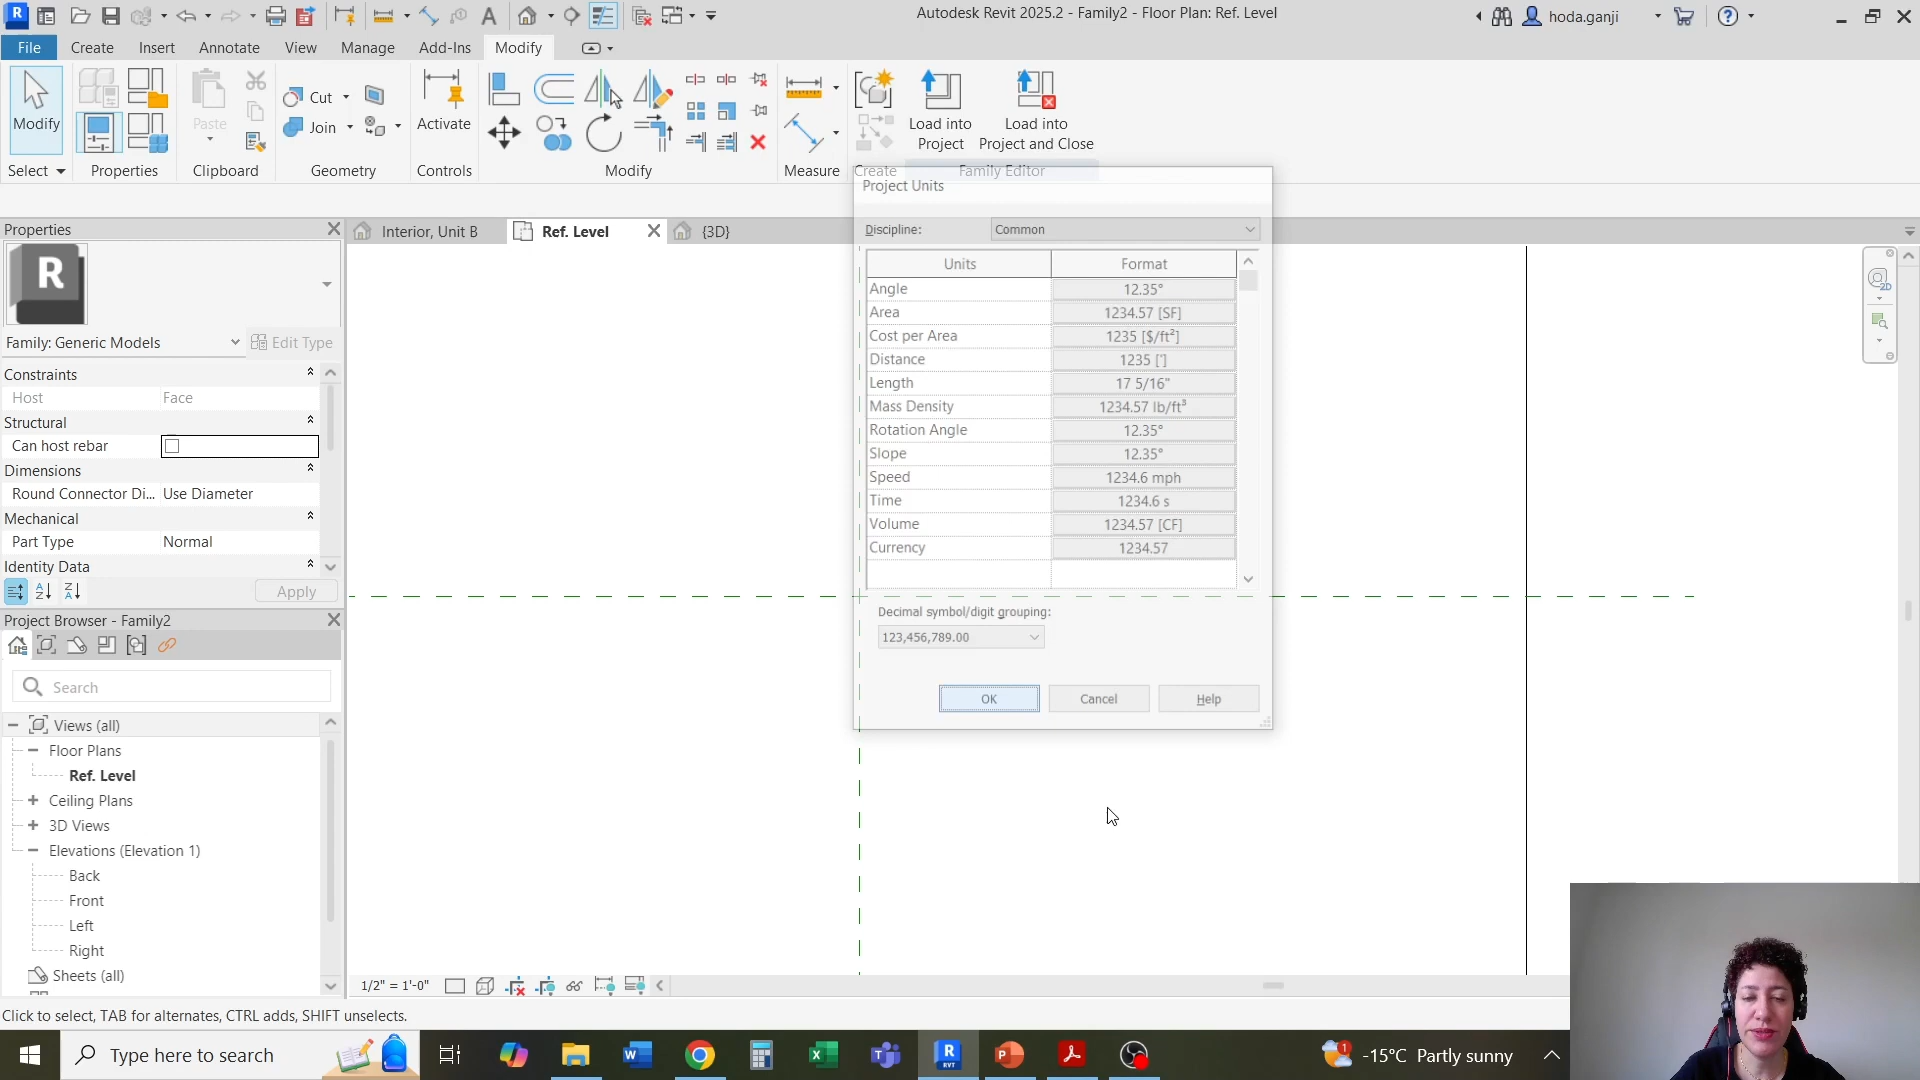 Autodesk Revit 2025.2 - Family2 - Floor Plan: Ref. Level
hoda.ganji
File Create Insert Annotate View Manage Add-Ins Modify
Modify
Paste
Cut
Join
Activate
Load into
Project
Load into
Project and Close
Select Properties Clipboard Geometry Controls Modify Measure Create Family Editor
Properties
R
Family: Generic Models
Edit Type
Constraints
Host Face
Structural
Can host rebar
Dimensions
Round Connector Di... Use Diameter
Mechanical
Part Type Normal
Identity Data
Apply
Project Browser - Family2
Search
Views (all)
Floor Plans
Ref. Level
Ceiling Plans
3D Views
Elevations (Elevation 1)
Back
Front
Left
Right
Sheets (all)
Interior, Unit B
Ref. Level
{3D}
Project Units
Discipline: Common
Units Format
Angle 12.35°
Area 1234.57 [SF]
Cost per Area 1235 [$/ft²]
Distance 1235 [']
Length 17 5/16"
Mass Density 1234.57 lb/ft³
Rotation Angle 12.35°
Slope 12.35°
Speed 1234.6 mph
Time 1234.6 s
Volume 1234.57 [CF]
Currency 1234.57
Decimal symbol/digit grouping:
123,456,789.00
OK Cancel Help
2D
1/2" = 1'-0"
Click to select, TAB for alternates, CTRL adds, SHIFT unselects.
Type here to search
-15°C Partly sunny